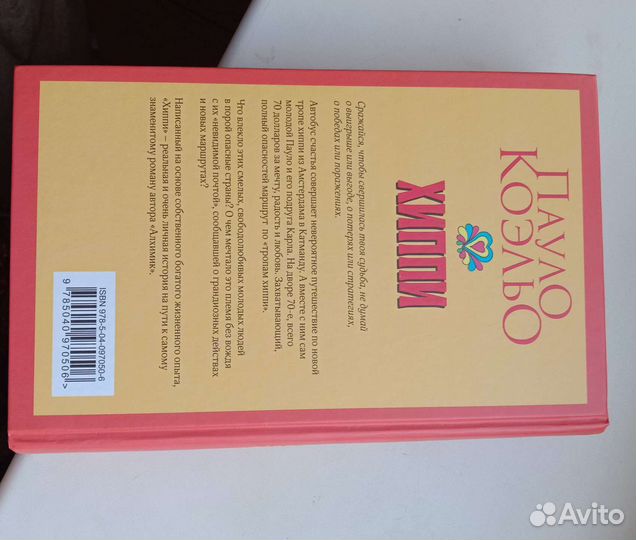 ПАУЛО
КОЭЛЬО
ХИППИ
Сражайся, чтобы свершилась твоя судьба, не думай
о выигрыше или выгоде, о потерях или стратегиях,
о победах или поражениях.
Автобус счастья совершает невероятное путешествие по новой
тропе хиппи из Амстердама в Катманду. А вместе с ним сам
молодой Пауло и его подруга Карла. На дворе 70-е, всего
70 долларов за мечту, радость и любовь. Захватывающий,
полный опасностей маршрут по «тропам хиппи».
Что влекло этих смелых, свободолюбивых молодых людей
в порой опасные страны? О чем мечтало это племя без вождя
с их «невидимой почтой», сообщавшей о грандиозных действах
и новых маршрутах?
Написанный на основе собственного богатого жизненного опыта,
«Хиппи» – реальная и очень личная история на пути к самому
знаменитому роману автора «Алхимик».
ISBN 978-5-04-097050-6
9 785040 970506 >
Avito